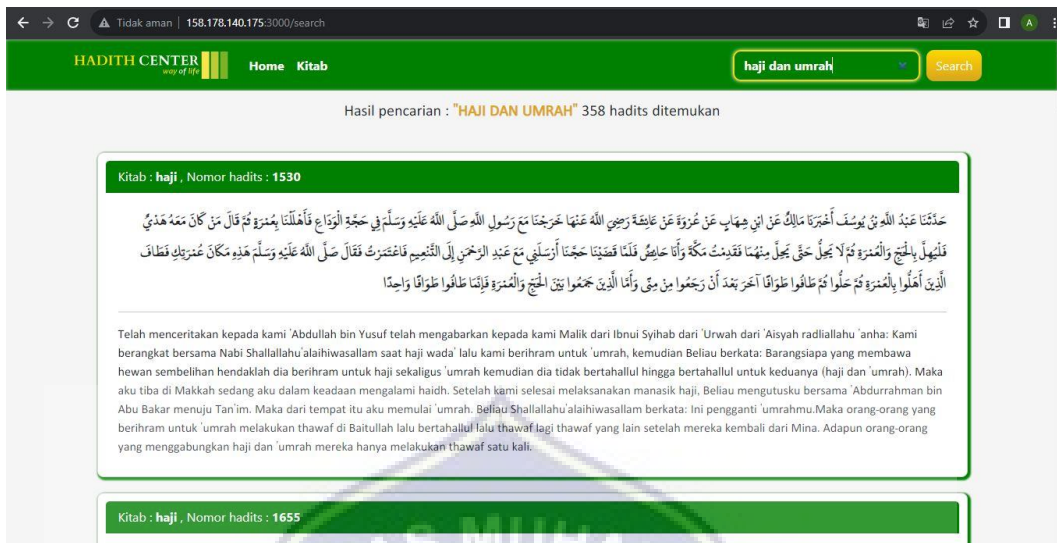 Tidak aman | 158.178.140.175:3000/search
A
HADITH CENTER
way of life
Home Kitab
haji dan umrah
Search
Hasil pencarian : "HAJI DAN UMRAH" 358 hadits ditemukan
Kitab : haji , Nomor hadits : 1530
حَدَّثَنَا عَبْدُ اللَّهِ بْنُ يُوسُفَ أَخْبَرَنَا مَالِكٌ عَنْ ابْنِ شِهَابٍ عَنْ عُرْوَةَ عَنْ عَائِشَةَ رَضِيَ اللَّهُ عَنْهَا خَرَجْنَا مَعَ رَسُولِ اللَّهِ صَلَّى اللَّهُ عَلَيْهِ وَسَلَّمَ فِي حَجَّةِ الْوَدَاعِ فَأَهْلَلْنَا بِعُمْرَةٍ ثُمَّ قَالَ مَنْ كَانَ مَعَهُ هَدْيٌ
فَلْيُهِلَّ بِالْحَجِّ وَالْعُمْرَةِ ثُمَّ لَا يَحِلُّ حَتَّى يَحِلَّ مِنْهُمَا فَقَدِمْتُ مَكَّةَ وَأَنَا حَائِضٌ فَلَمَّا قَضَيْنَا حَجَّنَا أَرْسَلَنِي مَعَ عَبْدِ الرَّحْمَنِ إِلَى التَّنْعِيمِ فَاعْتَمَرْتُ فَقَالَ صَلَّى اللَّهُ عَلَيْهِ وَسَلَّمَ هَذِهِ مَكَانَ عُمْرَتِكِ فَطَافَ
الَّذِينَ أَهَلُّوا بِالْعُمْرَةِ ثُمَّ حَلُّوا ثُمَّ طَافُوا طَوَافًا آخَرَ بَعْدَ أَنْ رَجَعُوا مِنْ مِنًى وَأَمَّا الَّذِينَ جَمَعُوا بَيْنَ الْحَجِّ وَالْعُمْرَةِ فَإِنَّمَا طَافُوا طَوَافًا وَاحِدًا
Telah menceritakan kepada kami 'Abdullah bin Yusuf telah mengabarkan kepada kami Malik dari Ibnui Syihab dari 'Urwah dari 'Aisyah radliallahu 'anha: Kami
berangkat bersama Nabi Shallallahu'alaihiwasallam saat haji wada' lalu kami berihram untuk 'umrah, kemudian Beliau berkata: Barangsiapa yang membawa
hewan sembelihan hendaklah dia berihram untuk haji sekaligus 'umrah kemudian dia tidak bertahallul hingga bertahallul untuk keduanya (haji dan 'umrah). Maka
aku tiba di Makkah sedang aku dalam keadaan mengalami haidh. Setelah kami selesai melaksanakan manasik haji, Beliau mengutusku bersama 'Abdurrahman bin
Abu Bakar menuju Tan'im. Maka dari tempat itu aku memulai 'umrah. Beliau Shallallahu'alaihiwasallam berkata: Ini pengganti 'umrahmu.Maka orang-orang yang
berihram untuk 'umrah melakukan thawaf di Baitullah lalu bertahallul lalu thawaf lagi thawaf yang lain setelah mereka kembali dari Mina. Adapun orang-orang
yang menggabungkan haji dan 'umrah mereka hanya melakukan thawaf satu kali.
Kitab : haji , Nomor hadits : 1655